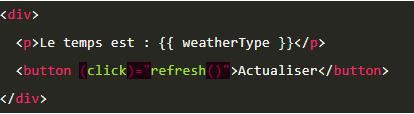 <div>
<p>Le temps est : {{ weatherType }}</p>
<button (click)="refresh()">Actualiser</button>
</div>